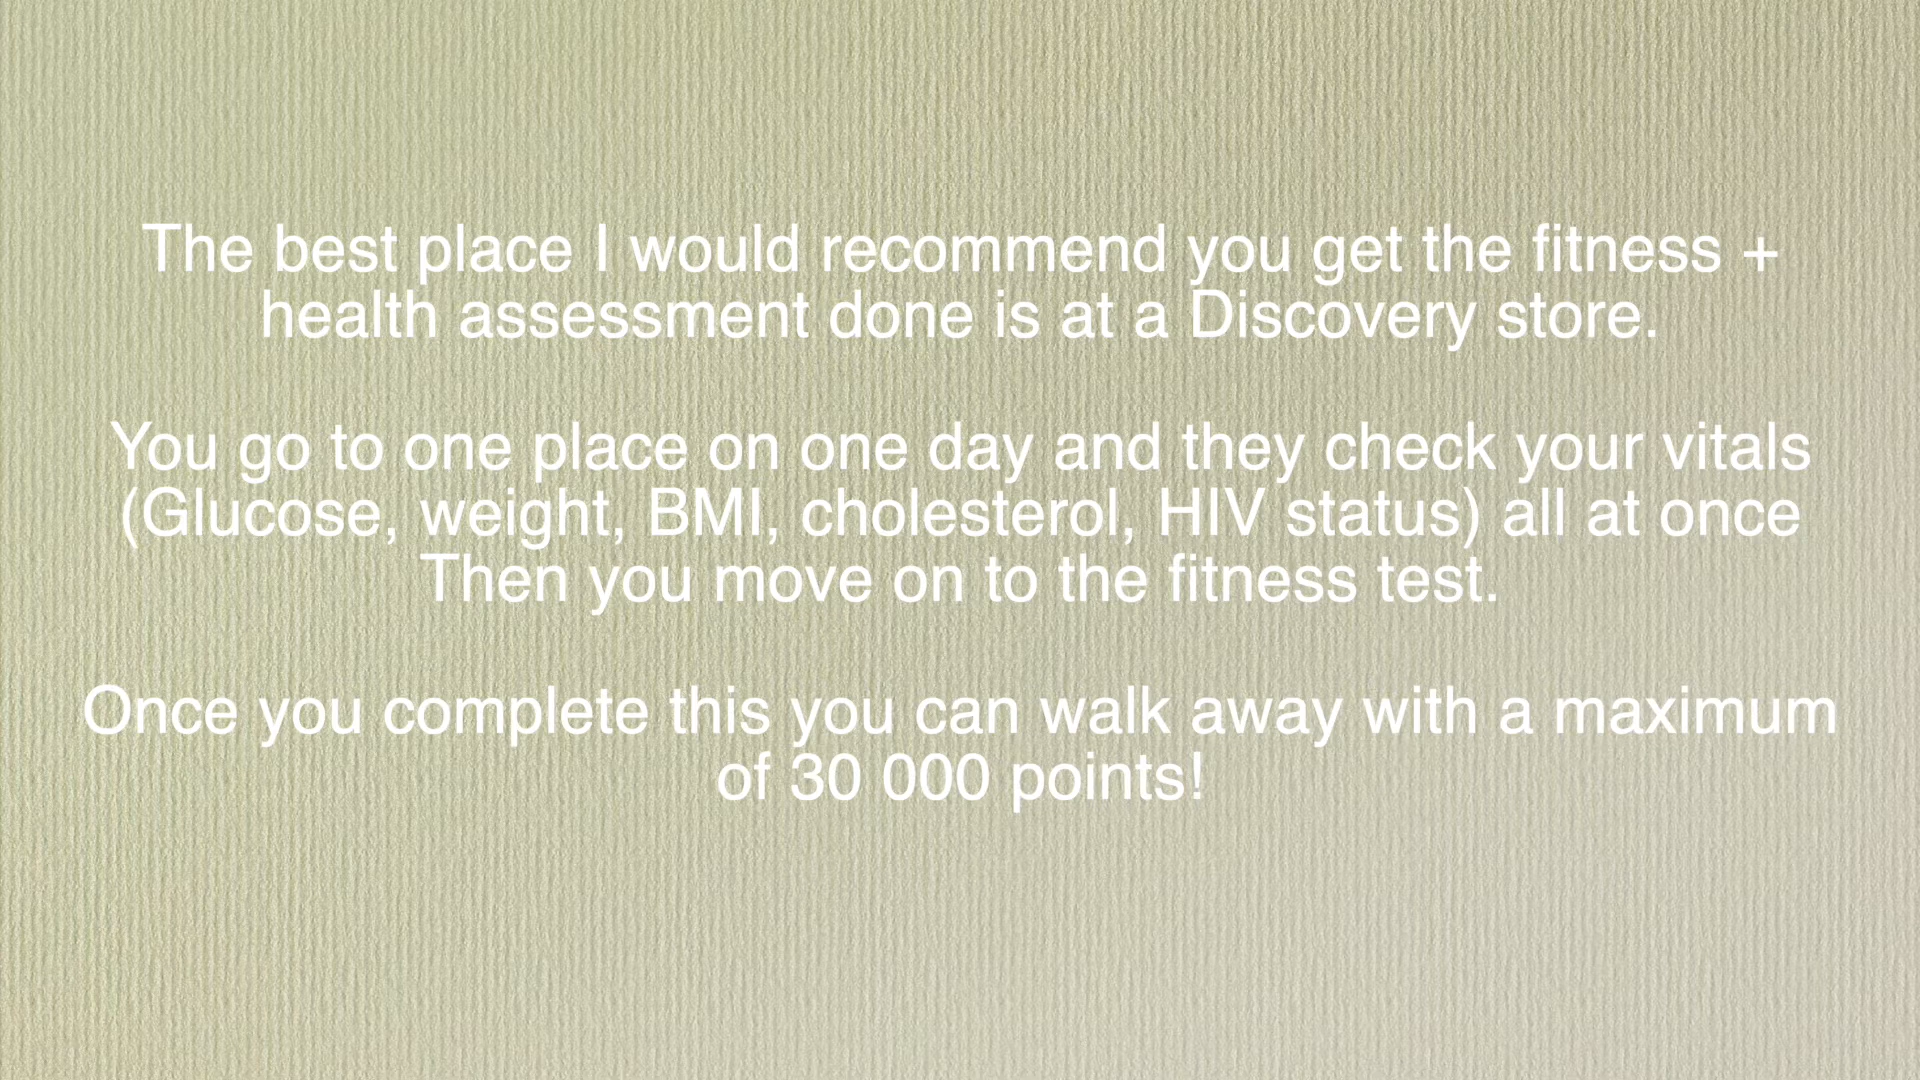 The best place I would recommend you get the fitness +
health assessment done is at a Discovery store.
You go to one place on one day and they check your vitals
(Glucose, weight, BMI, cholesterol, HIV status) all at once
Then you move on to the fitness test.
Once you complete this you can walk away with a maximum
of 30 000 points!